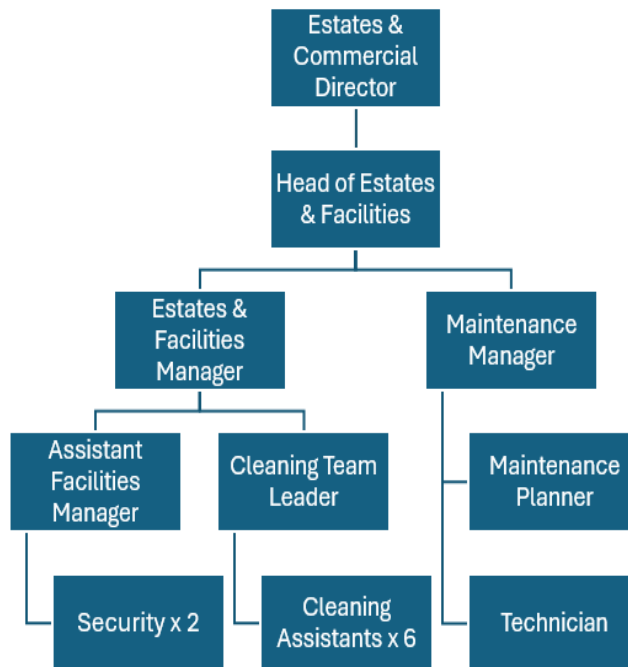 Estates &
Commercial
Director
Head of Estates
& Facilities
Estates &
Facilities
Manager
Maintenance
Manager
Assistant
Facilities
Manager
Cleaning Team
Leader
Maintenance
Planner
Security x 2
Cleaning
Assistants x 6
Technician